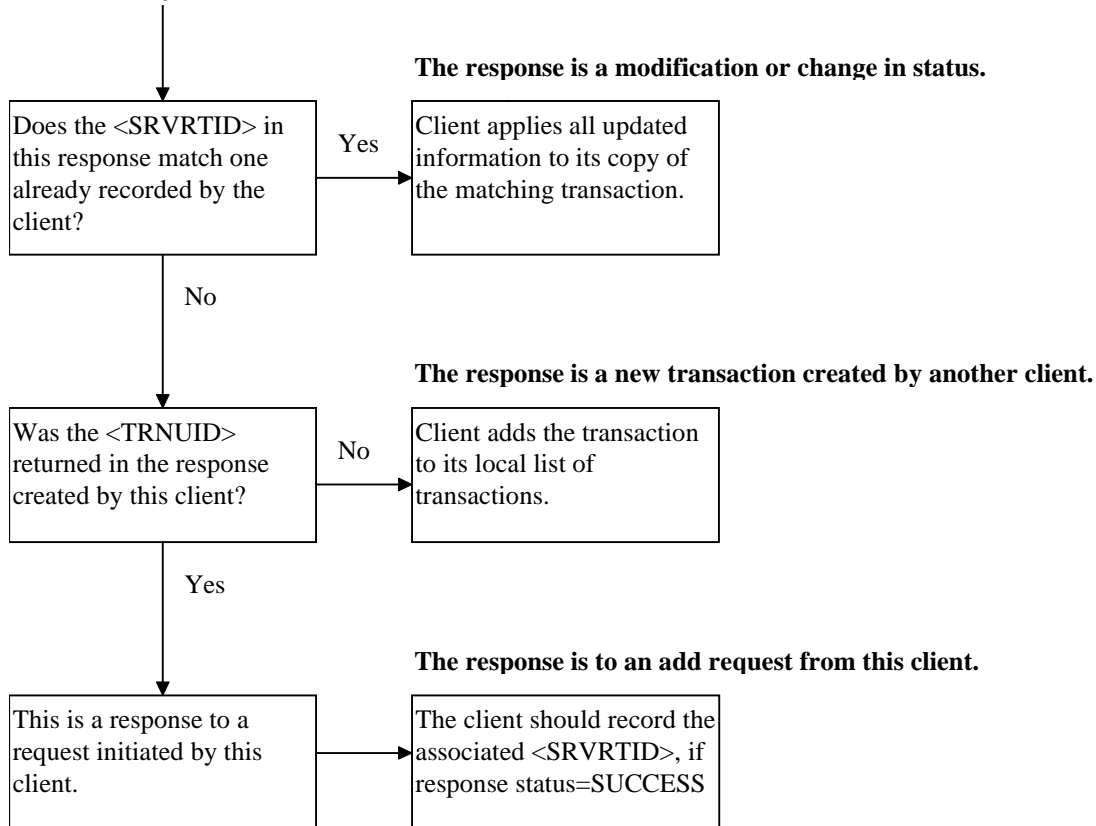 The response is a modification or change in status.
Does the <SRVRTID> in
this response match one
already recorded by the
client?
Yes
Client applies all updated
information to its copy of
the matching transaction.
No
The response is a new transaction created by another client.
Was the <TRNUID>
returned in the response
created by this client?
No
Client adds the transaction
to its local list of
transactions.
Yes
The response is to an add request from this client.
This is a response to a
request initiated by this
client.
The client should record the
associated <SRVRTID>, if
response status=SUCCESS